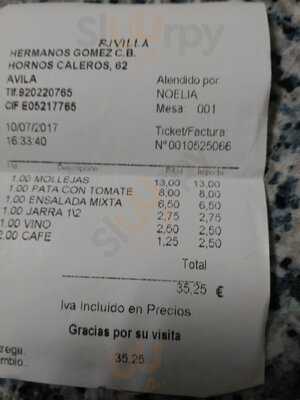 RIVILLA
HERMANOS GOMEZ C.B.
HORNOS CALEROS, 62
AVILA
Tlf.920220765
CIF E05217765
Atendido por:
NOELIA
Mesa: 001
10/07/2017
16:33:40
Ticket/Factura:
Nº0010525066
Descripción Importe
1.00 MOLLEJAS 13,00 13,00
1.00 PATA CON TOMATE 8,00 8,00
1.00 ENSALADA MIXTA 6,50 6,50
1.00 JARRA 1\2 2,75 2,75
1.00 VINO 2,50 2,50
2.00 CAFE 1,25 2,50
Total
35,25 €
Iva Incluido en Precios
Gracias por su visita
35,25